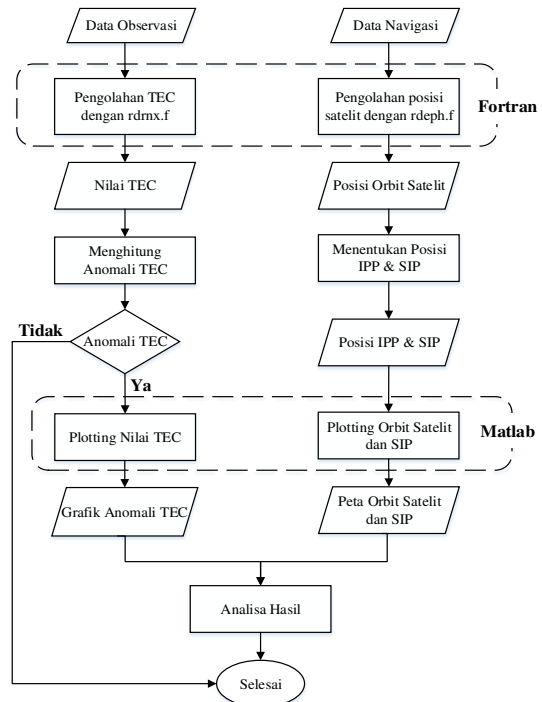 Data Observasi
Data Navigasi
Pengolahan TEC
dengan rdrnx.f
Pengolahan posisi
satelit dengan rdeph.f
Fortran
Nilai TEC
Posisi Orbit Satelit
Menghitung
Anomali TEC
Menentukan Posisi
IPP & SIP
Tidak
Anomali TEC
Posisi IPP & SIP
Ya
Plotting Nilai TEC
Plotting Orbit Satelit
dan SIP
Matlab
Grafik Anomali TEC
Peta Orbit Satelit
dan SIP
Analisa Hasil
Selesai